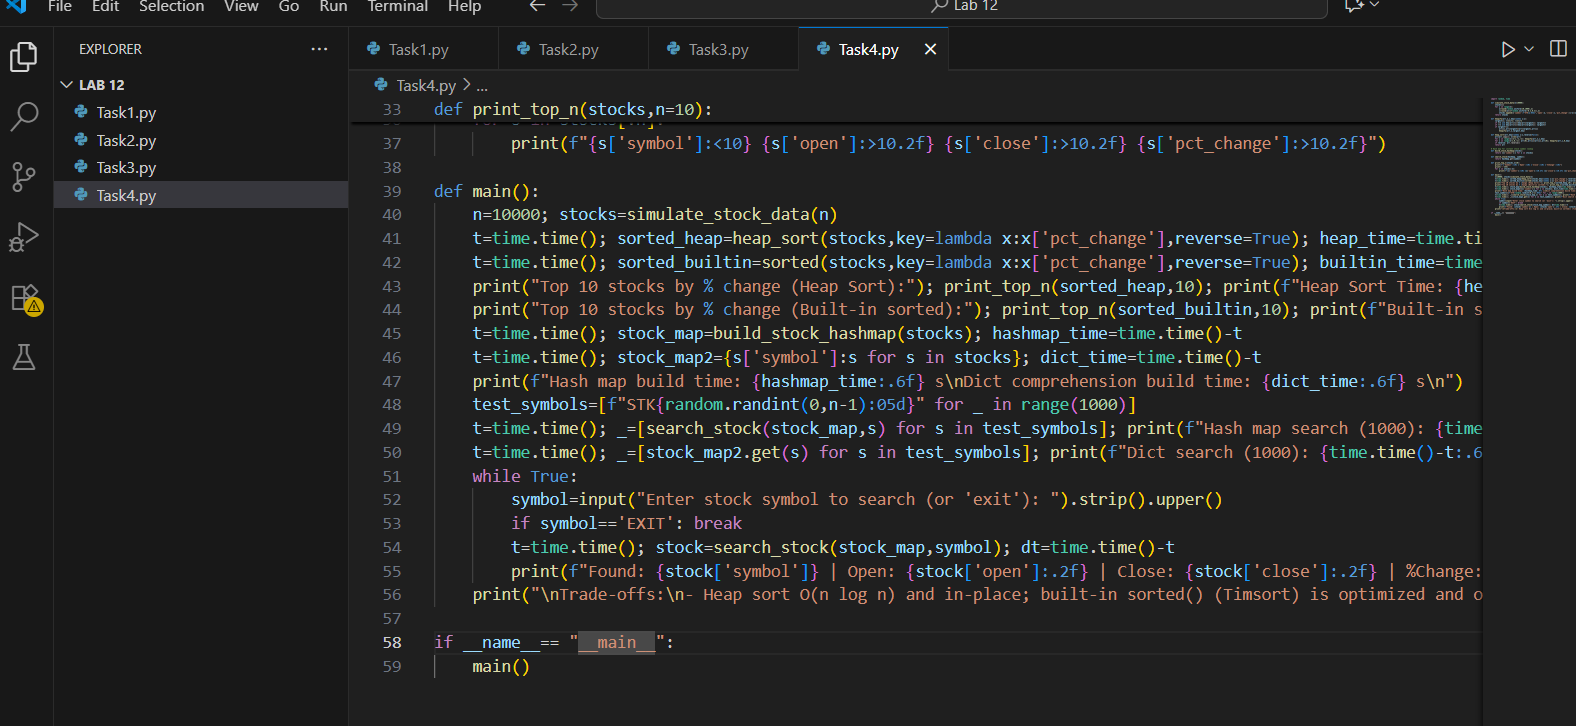 File Edit Selection View Go Run Terminal Help Lab 12
EXPLORER
LAB 12
Task1.py
Task2.py
Task3.py
Task4.py
Task1.py Task2.py Task3.py Task4.py
Task4.py > ...
33 def print_top_n(stocks,n=10):
37 print(f"{s['symbol']:<10} {s['open']:>10.2f} {s['close']:>10.2f} {s['pct_change']:>10.2f}")
38
39 def main():
40 n=10000; stocks=simulate_stock_data(n)
41 t=time.time(); sorted_heap=heap_sort(stocks,key=lambda x:x['pct_change'],reverse=True); heap_time=time.ti
42 t=time.time(); sorted_builtin=sorted(stocks,key=lambda x:x['pct_change'],reverse=True); builtin_time=time
43 print("Top 10 stocks by % change (Heap Sort):"); print_top_n(sorted_heap,10); print(f"Heap Sort Time: {he
44 print("Top 10 stocks by % change (Built-in sorted):"); print_top_n(sorted_builtin,10); print(f"Built-in s
45 t=time.time(); stock_map=build_stock_hashmap(stocks); hashmap_time=time.time()-t
46 t=time.time(); stock_map2={s['symbol']:s for s in stocks}; dict_time=time.time()-t
47 print(f"Hash map build time: {hashmap_time:.6f} s\nDict comprehension build time: {dict_time:.6f} s\n")
48 test_symbols=[f"STK{random.randint(0,n-1):05d}" for _ in range(1000)]
49 t=time.time(); _=[search_stock(stock_map,s) for s in test_symbols]; print(f"Hash map search (1000): {time
50 t=time.time(); _=[stock_map2.get(s) for s in test_symbols]; print(f"Dict search (1000): {time.time()-t:.6
51 while True:
52 symbol=input("Enter stock symbol to search (or 'exit'): ").strip().upper()
53 if symbol=='EXIT': break
54 t=time.time(); stock=search_stock(stock_map,symbol); dt=time.time()-t
55 print(f"Found: {stock['symbol']} | Open: {stock['open']:.2f} | Close: {stock['close']:.2f} | %Change:
56 print("\nTrade-offs:\n- Heap sort O(n log n) and in-place; built-in sorted() (Timsort) is optimized and o
57
58 if __name__== "__main__":
59 main()